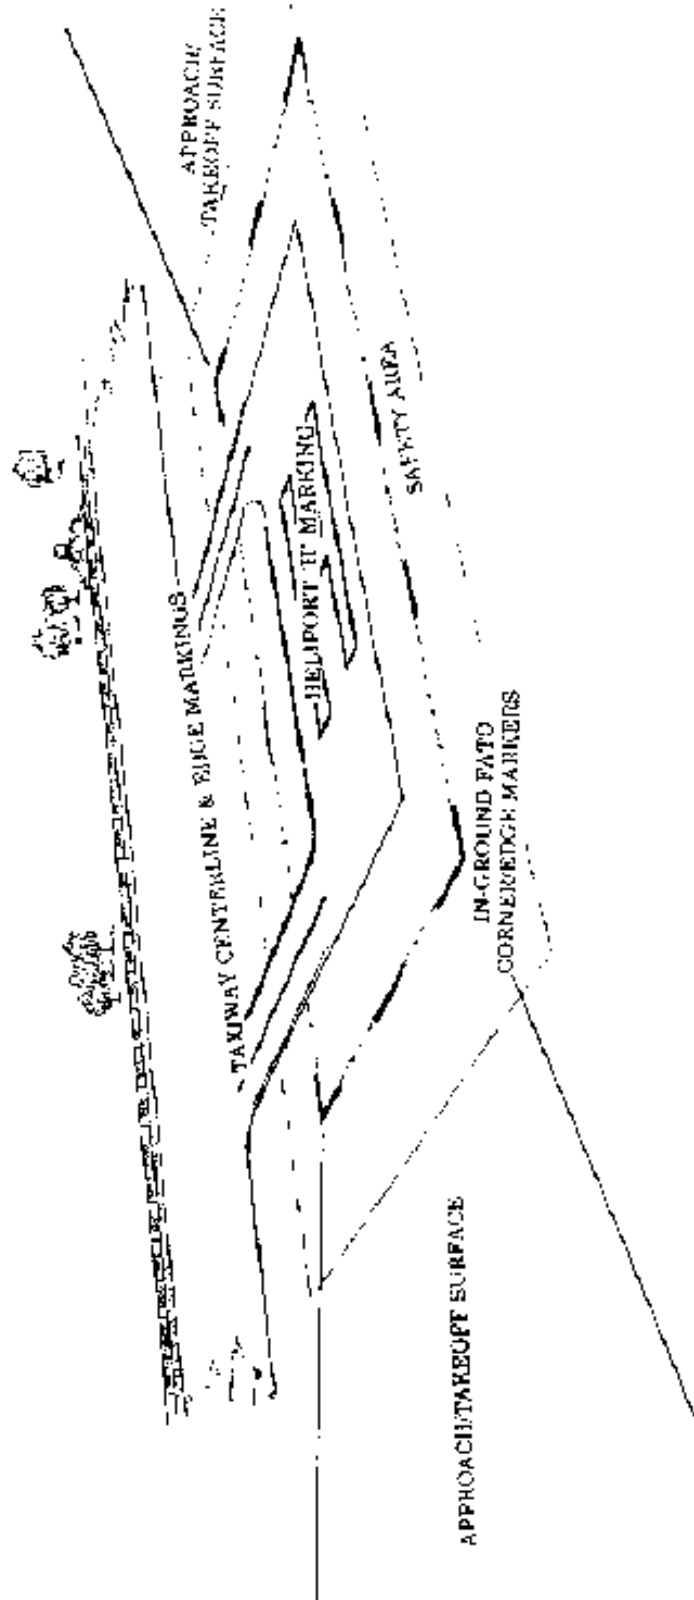 APPROACH/
TAKEOFF SURFACE
TAXIWAY CENTERLINE & EDGE MARKINGS
HELIPORT "H" MARKING
SAFETY AREA
IN-GROUND FATO
CORNER/EDGE MARKERS
APPROACH/TAKEOFF SURFACE